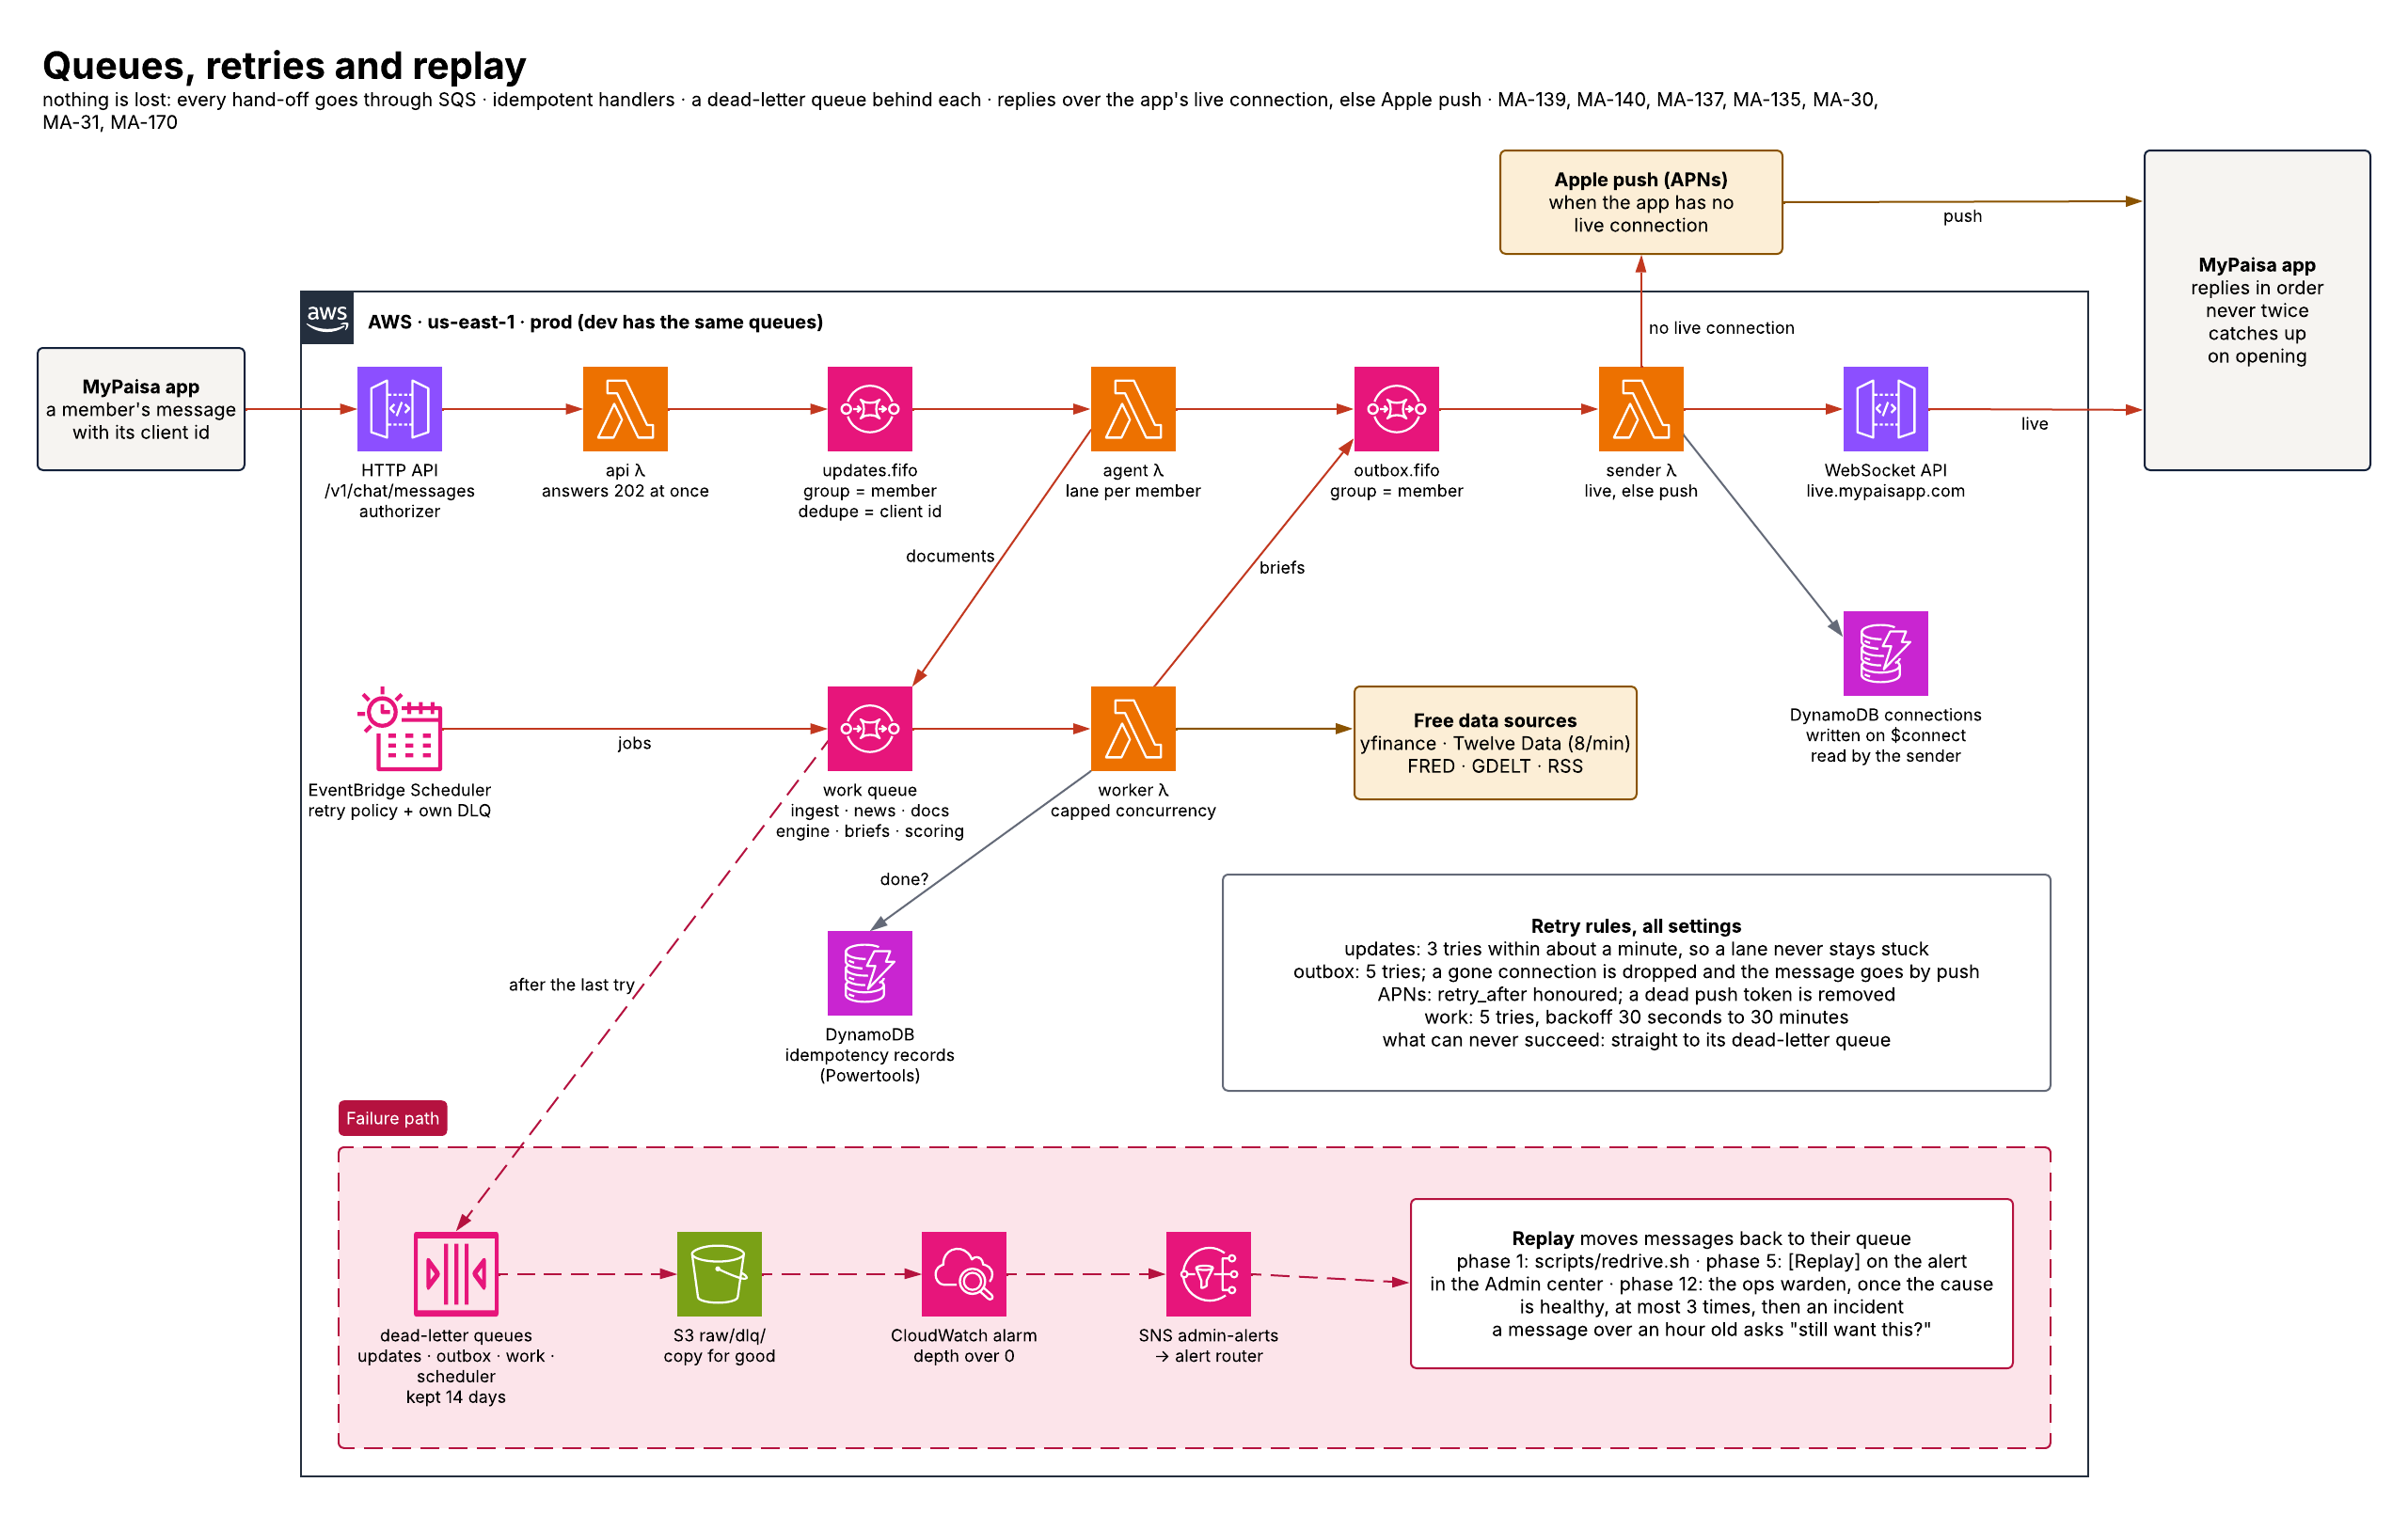 Queues, retries and replay
nothing is lost: every hand-off goes through SQS · idempotent handlers · a dead-letter queue behind each · replies over the app's live connection, else Apple push · MA-139, MA-140, MA-137, MA-135, MA-30,
MA-31, MA-170
Apple push (APNs)
when the app has no
live connection
push
MyPaisa app
replies in order
never twice
catches up
on opening
aws
AWS · us-east-1 · prod (dev has the same queues)
no live connection
MyPaisa app
a member's message
with its client id
live
HTTP API
/v1/chat/messages
authorizer
api λ
answers 202 at once
updates.fifo
group = member
dedupe = client id
agent λ
lane per member
outbox.fifo
group = member
sender λ
live, else push
WebSocket API
live.mypaisapp.com
documents
briefs
jobs
EventBridge Scheduler
retry policy + own DLQ
work queue
ingest · news · docs
engine · briefs · scoring
worker λ
capped concurrency
Free data sources
yfinance · Twelve Data (8/min)
FRED · GDELT · RSS
DynamoDB connections
written on $connect
read by the sender
done?
after the last try
DynamoDB
idempotency records
(Powertools)
Retry rules, all settings
updates: 3 tries within about a minute, so a lane never stays stuck
outbox: 5 tries; a gone connection is dropped and the message goes by push
APNs: retry_after honoured; a dead push token is removed
work: 5 tries, backoff 30 seconds to 30 minutes
what can never succeed: straight to its dead-letter queue
Failure path
dead-letter queues
updates · outbox · work ·
scheduler
kept 14 days
S3 raw/dlq/
copy for good
CloudWatch alarm
depth over 0
SNS admin-alerts
→ alert router
Replay moves messages back to their queue
phase 1: scripts/redrive.sh · phase 5: [Replay] on the alert
in the Admin center · phase 12: the ops warden, once the cause
is healthy, at most 3 times, then an incident
a message over an hour old asks "still want this?"